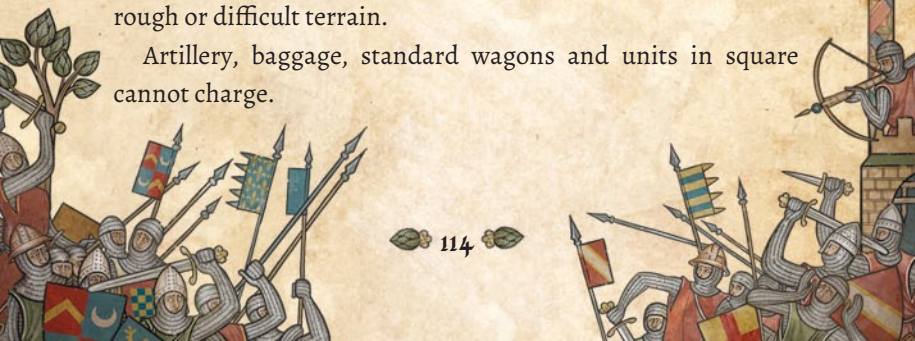 rough or difficult terrain.
Artillery, baggage, standard wagons and units in square
cannot charge.
114